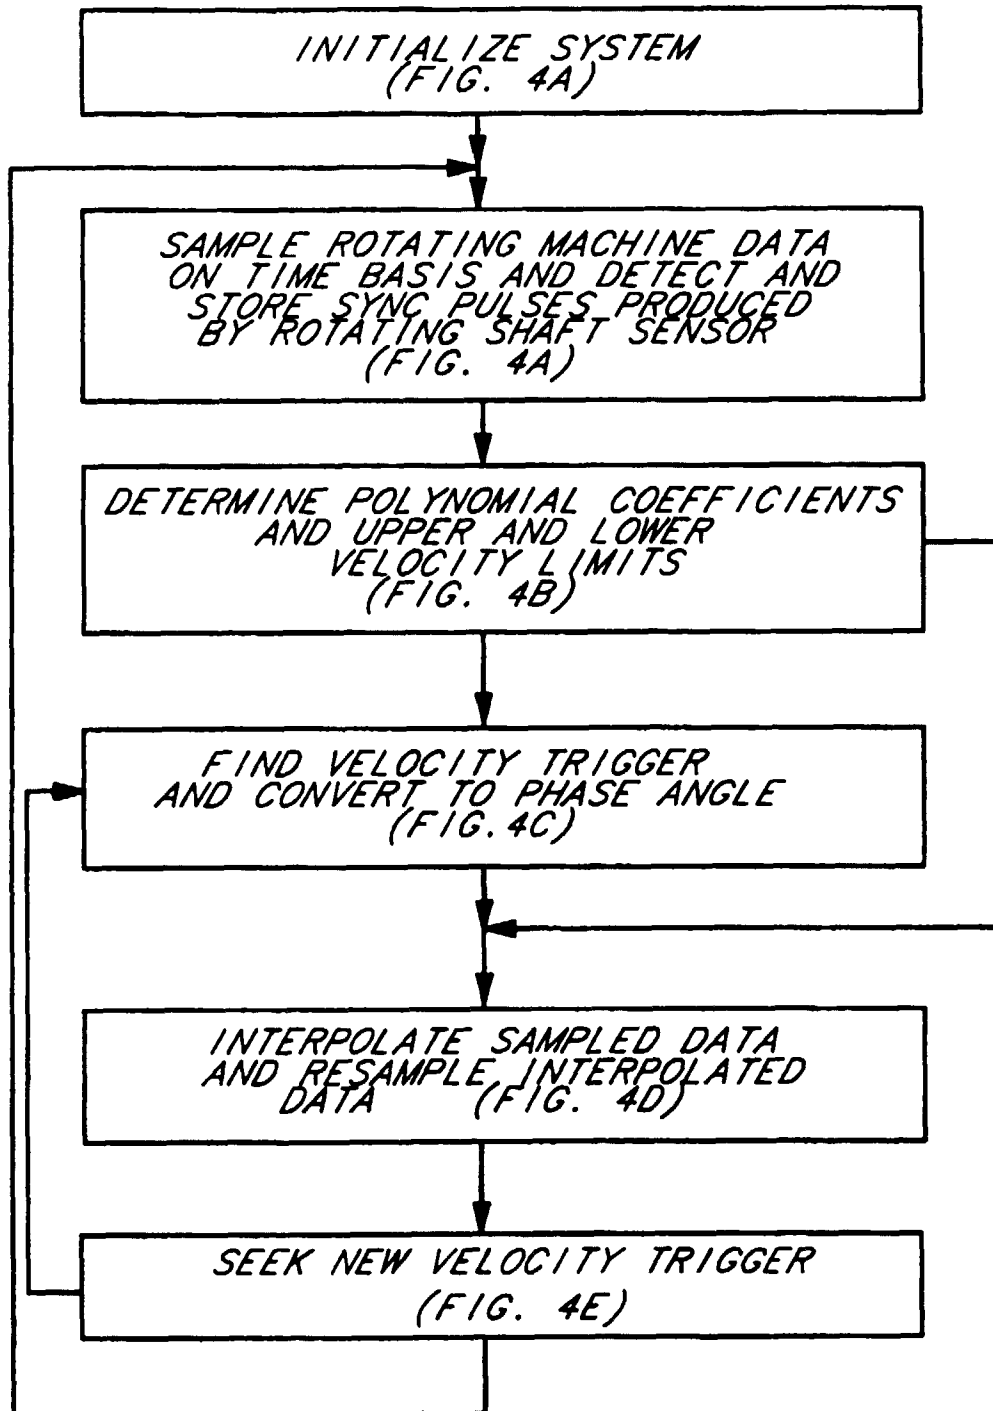 INITIALIZE SYSTEM
(FIG. 4A)
SAMPLE ROTATING MACHINE DATA
ON TIME BASIS AND DETECT AND
STORE SYNC PULSES PRODUCED
BY ROTATING SHAFT SENSOR
(FIG. 4A)
DETERMINE POLYNOMIAL COEFFICIENTS
AND UPPER AND LOWER
VELOCITY LIMITS
(FIG. 4B)
FIND VELOCITY TRIGGER
AND CONVERT TO PHASE ANGLE
(FIG. 4C)
INTERPOLATE SAMPLED DATA
AND RESAMPLE INTERPOLATED
DATA (FIG. 4D)
SEEK NEW VELOCITY TRIGGER
(FIG. 4E)